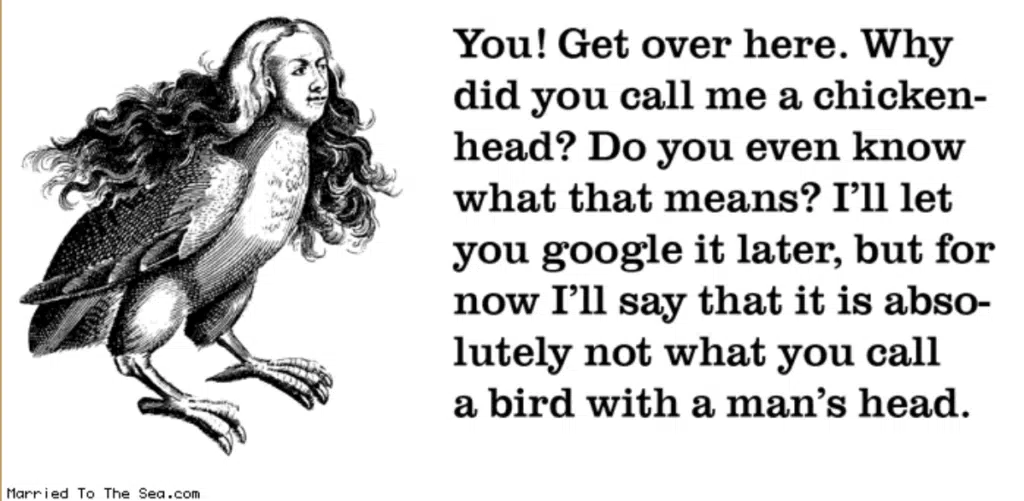 You! Get over here. Why
did you call me a chicken-
head? Do you even know
what that means? I’ll let
you google it later, but for
now I’ll say that it is abso-
lutely not what you call
a bird with a man’s head.
Married To The Sea.com